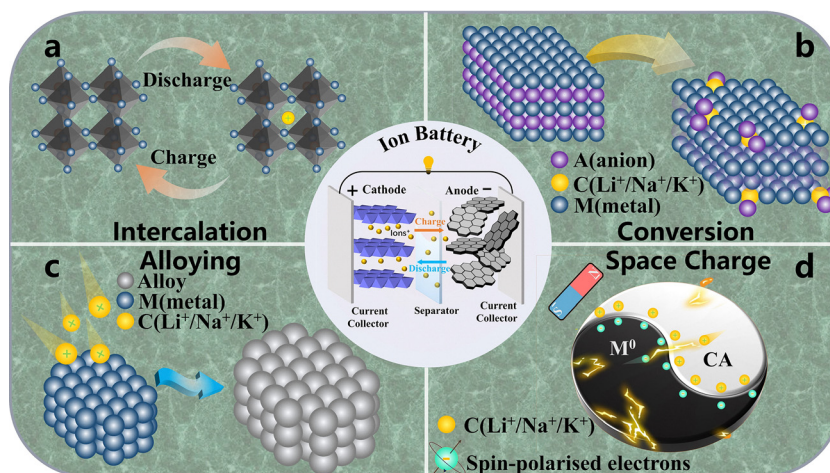 a
Discharge
Charge
Intercalation
b
A(anion)
C(Li⁺/Na⁺/K⁺)
M(metal)
Conversion
Ion Battery
+ Cathode
Anode −
Ions⁺
Charge
Discharge
Current
Collector
Separator
Current
Collector
c
Alloying
Alloy
M(metal)
C(Li⁺/Na⁺/K⁺)
Space Charge
d
N
S
M⁰
CA
C(Li⁺/Na⁺/K⁺)
Spin-polarised electrons